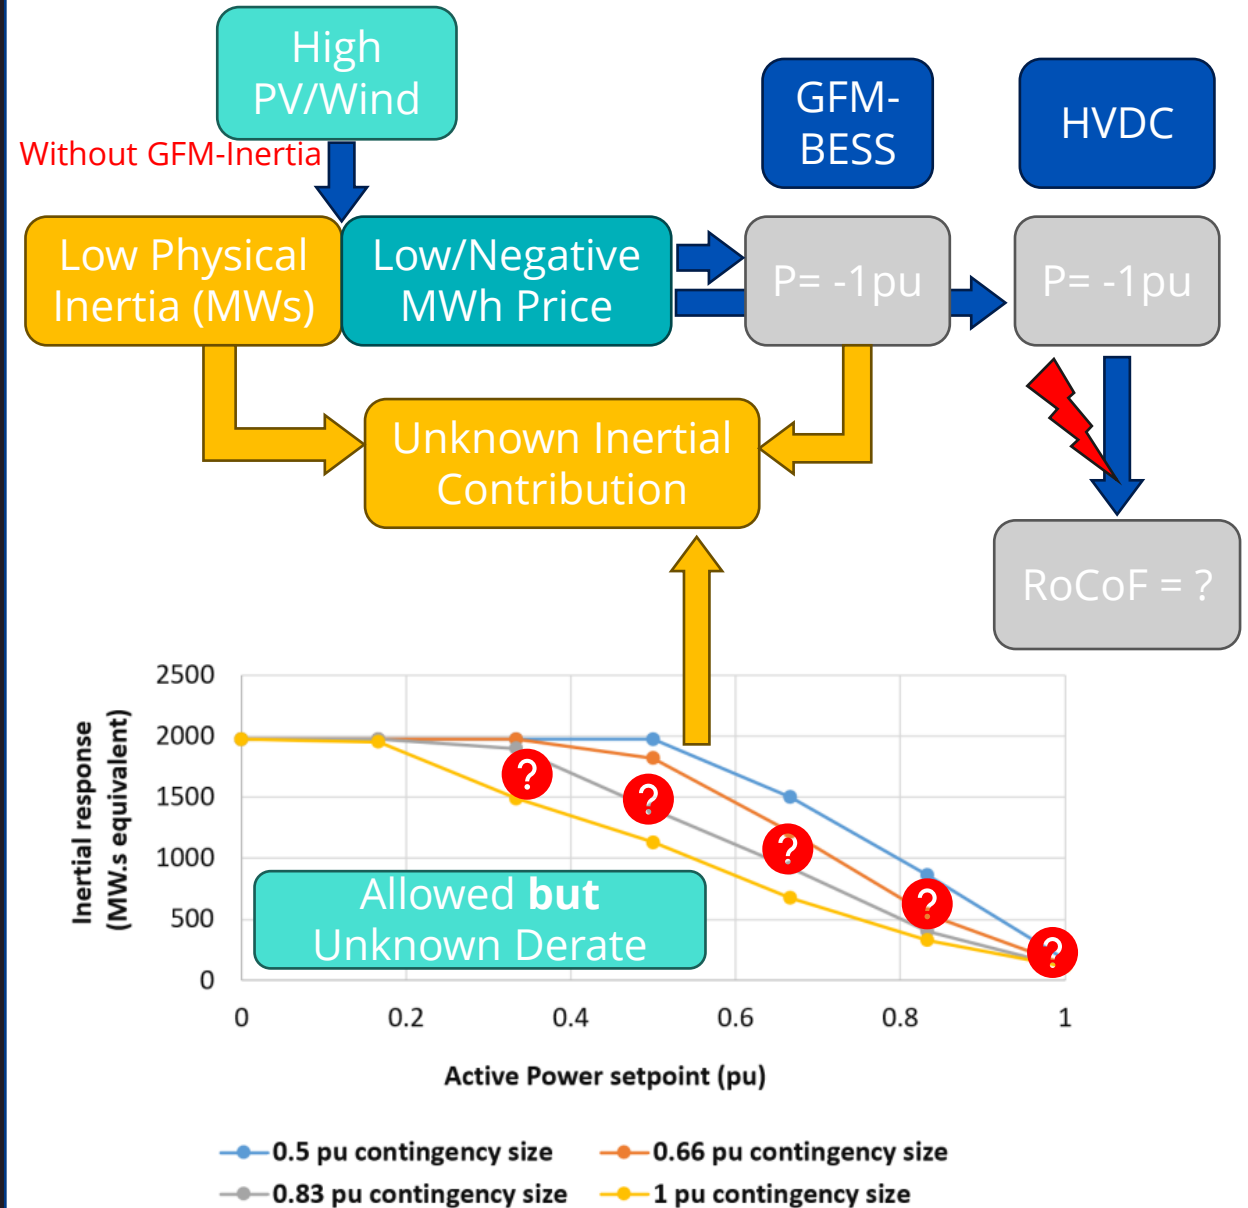 High
PV/Wind
GFM-
BESS
HVDC
Without GFM-Inertia
Low Physical
Inertia (MWs)
Low/Negative
MWh Price
P= -1pu
P= -1pu
Unknown Inertial
Contribution
RoCoF = ?
Inertial response
(MW.s equivalent)
2500
2000
1500
1000
500
0
?
?
?
?
?
Allowed but
Unknown Derate
0
0.2
0.4
0.6
0.8
1
Active Power setpoint (pu)
0.5 pu contingency size
0.66 pu contingency size
0.83 pu contingency size
1 pu contingency size